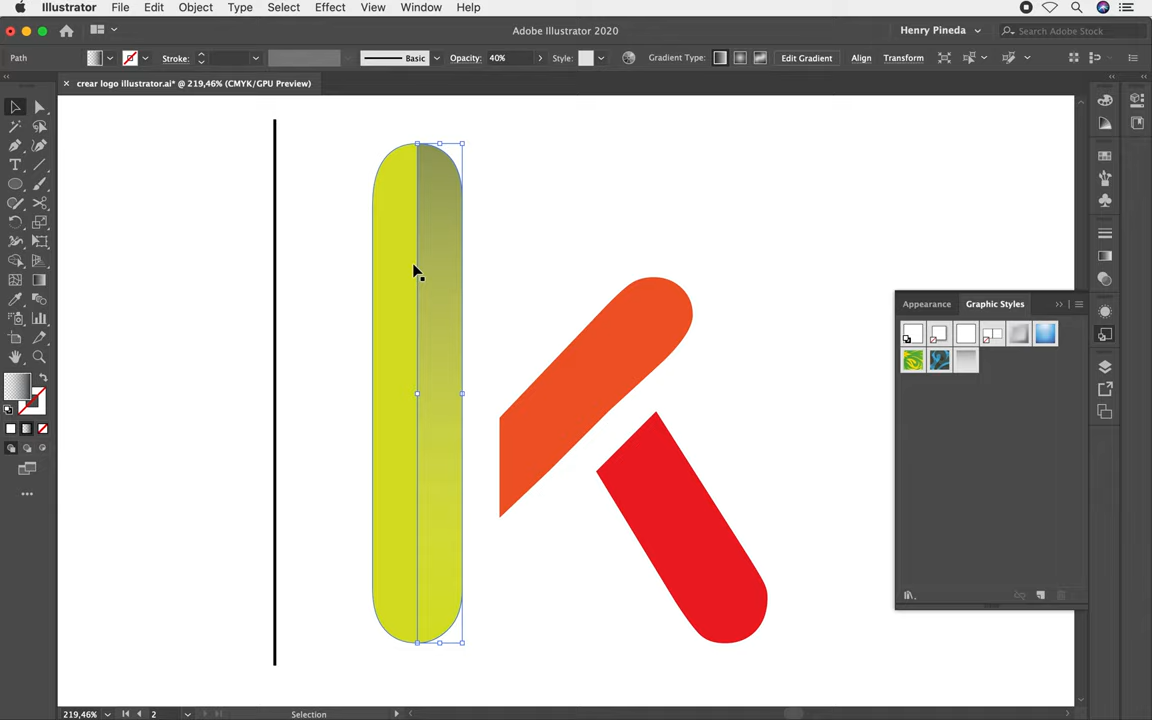 Illustrator File Edit Object Type Select Effect View Window Help
Adobe Illustrator 2020
Henry Pineda
Search Adobe Stock
Path
Stroke:
Basic
Opacity: 40%
Style:
Gradient Type:
Edit Gradient
Align
Transform
× crear logo illustrator.ai* @ 219,46% (CMYK/GPU Preview)
Appearance
Graphic Styles
219,46%
2
Selection